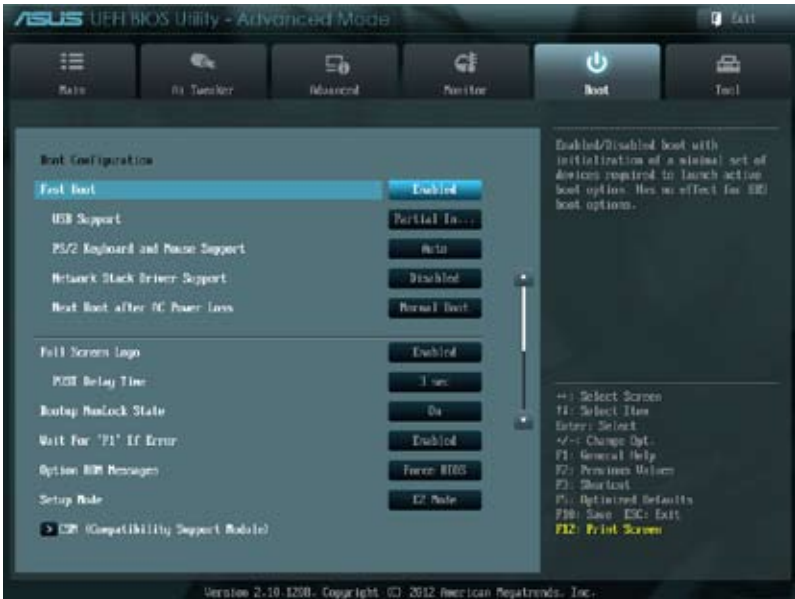 ASUS UEFI BIOS Utility - Advanced Mode
Exit
Main
Ai Tweaker
Advanced
Monitor
Boot
Tool
Boot Configuration
Fast Boot Enabled
USB Support Partial In...
PS/2 Keyboard and Mouse Support Auto
Network Stack Driver Support Disabled
Next Boot after AC Power Loss Normal Boot
Full Screen Logo Enabled
POST Delay Time 3 sec
Bootup NumLock State On
Wait For 'F1' If Error Enabled
Option ROM Messages Force BIOS
Setup Mode EZ Mode
> CSM (Compatibility Support Module)
Enabled/Disabled boot with
initialization of a minimal set of
devices required to launch active
boot option. Has no effect for BBS
boot options.
↔: Select Screen
↑↓: Select Item
Enter: Select
+/-: Change Opt.
F1: General Help
F2: Previous Values
F3: Shortcut
F5: Optimized Defaults
F10: Save ESC: Exit
F12: Print Screen
Version 2.10.1208. Copyright (C) 2012 American Megatrends, Inc.